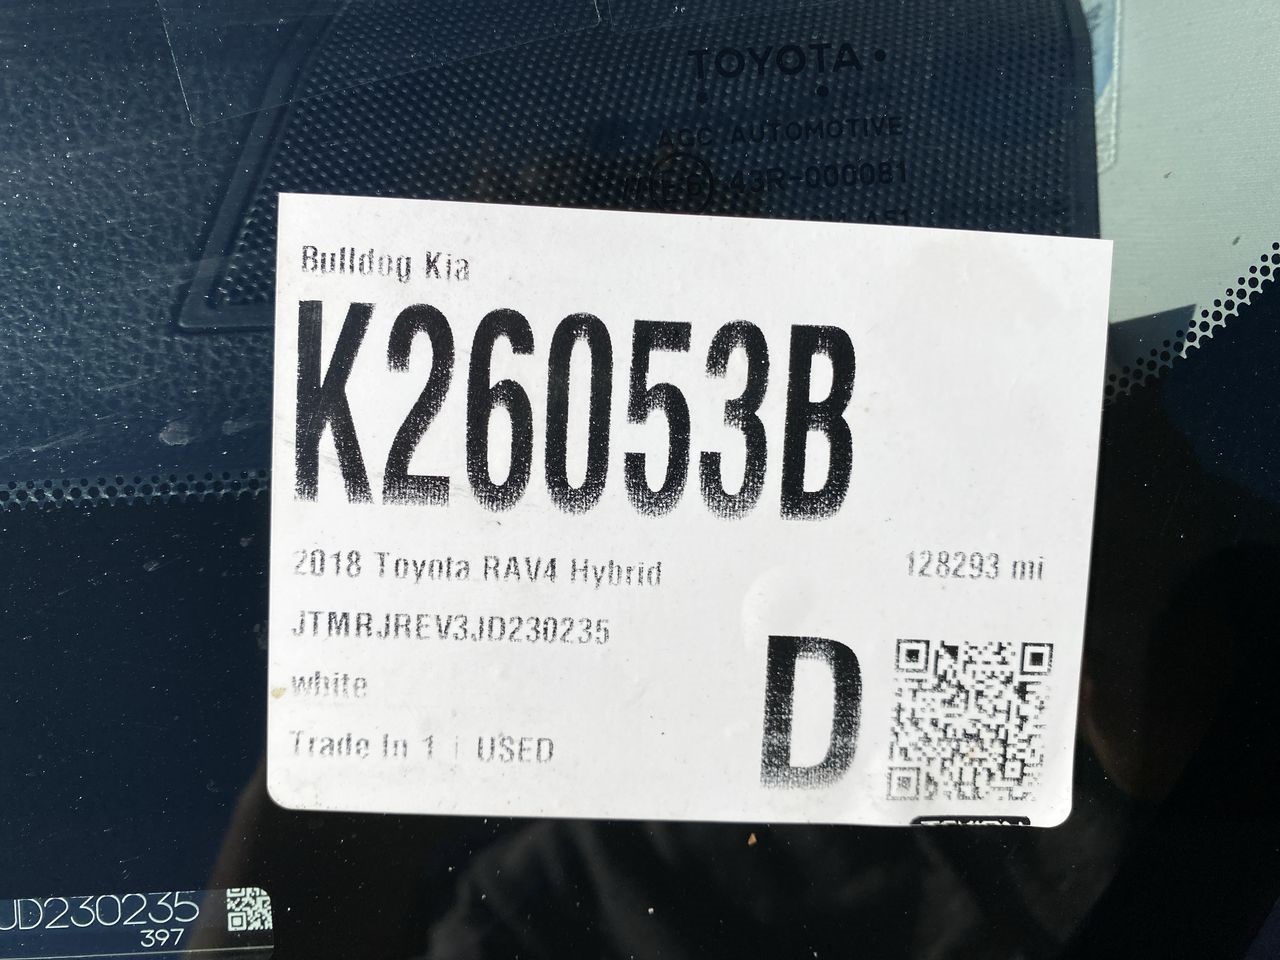 TOYOTA
AGC AUTOMOTIVE
43R-000081
Bulldog Kia
K26053B
2018 Toyota RAV4 Hybrid
128293 mi
JTMRJREV3JD230235
white
Trade In 1 | USED
D
JD230235
397